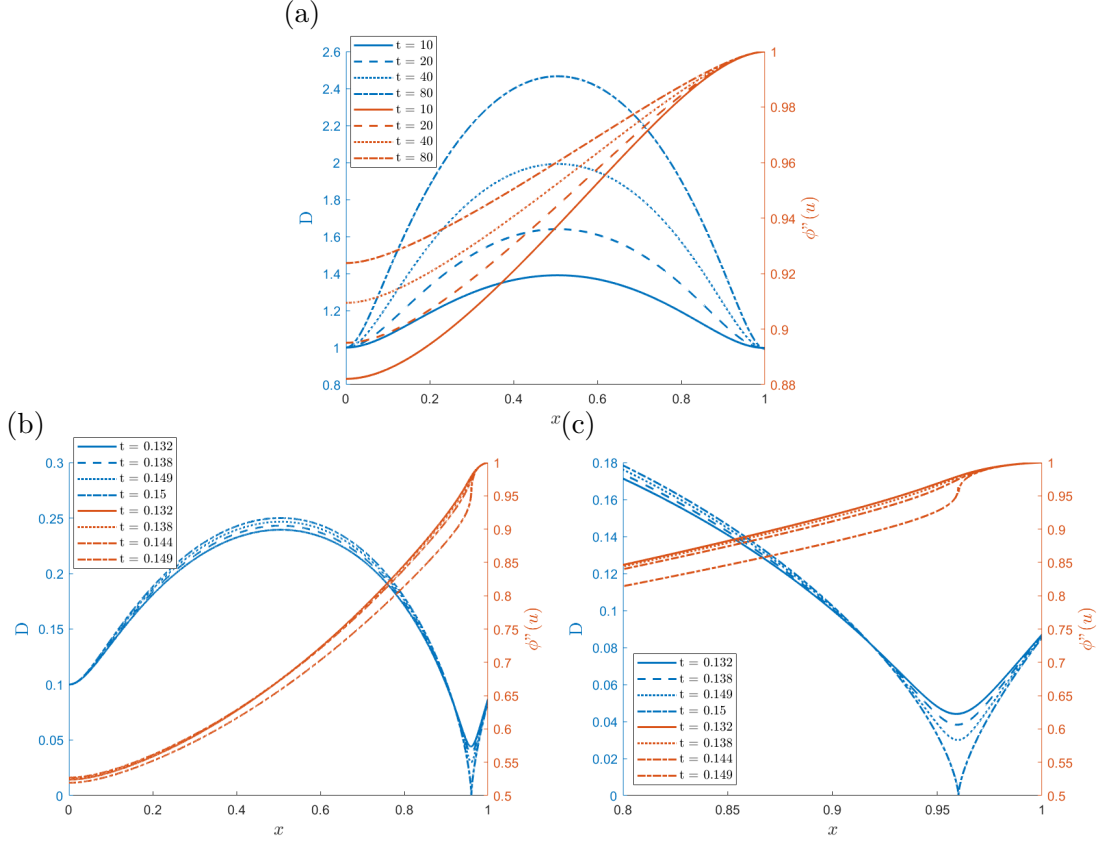 (a)
t = 10
t = 20
t = 40
t = 80
t = 10
t = 20
t = 40
t = 80
2.6
2.4
2.2
2
1.8
1.6
1.4
1.2
1
0.8
D
1
0.98
0.96
0.94
0.92
0.9
0.88
ϕ''(u)
0 0.2 0.4 0.6 0.8 1
x
(b)
t = 0.132
t = 0.138
t = 0.149
t = 0.15
t = 0.132
t = 0.138
t = 0.144
t = 0.149
0.3
0.25
0.2
0.15
0.1
0.05
0
D
1
0.95
0.9
0.85
0.8
0.75
0.7
0.65
0.6
0.55
0.5
ϕ''(u)
0 0.2 0.4 0.6 0.8 1
x
(c)
0.18
0.16
0.14
0.12
0.1
0.08
0.06
0.04
0.02
0
D
t = 0.132
t = 0.138
t = 0.149
t = 0.15
t = 0.132
t = 0.138
t = 0.144
t = 0.149
1
0.95
0.9
0.85
0.8
0.75
0.7
0.65
0.6
0.55
0.5
ϕ''(u)
0.8 0.85 0.9 0.95 1
x